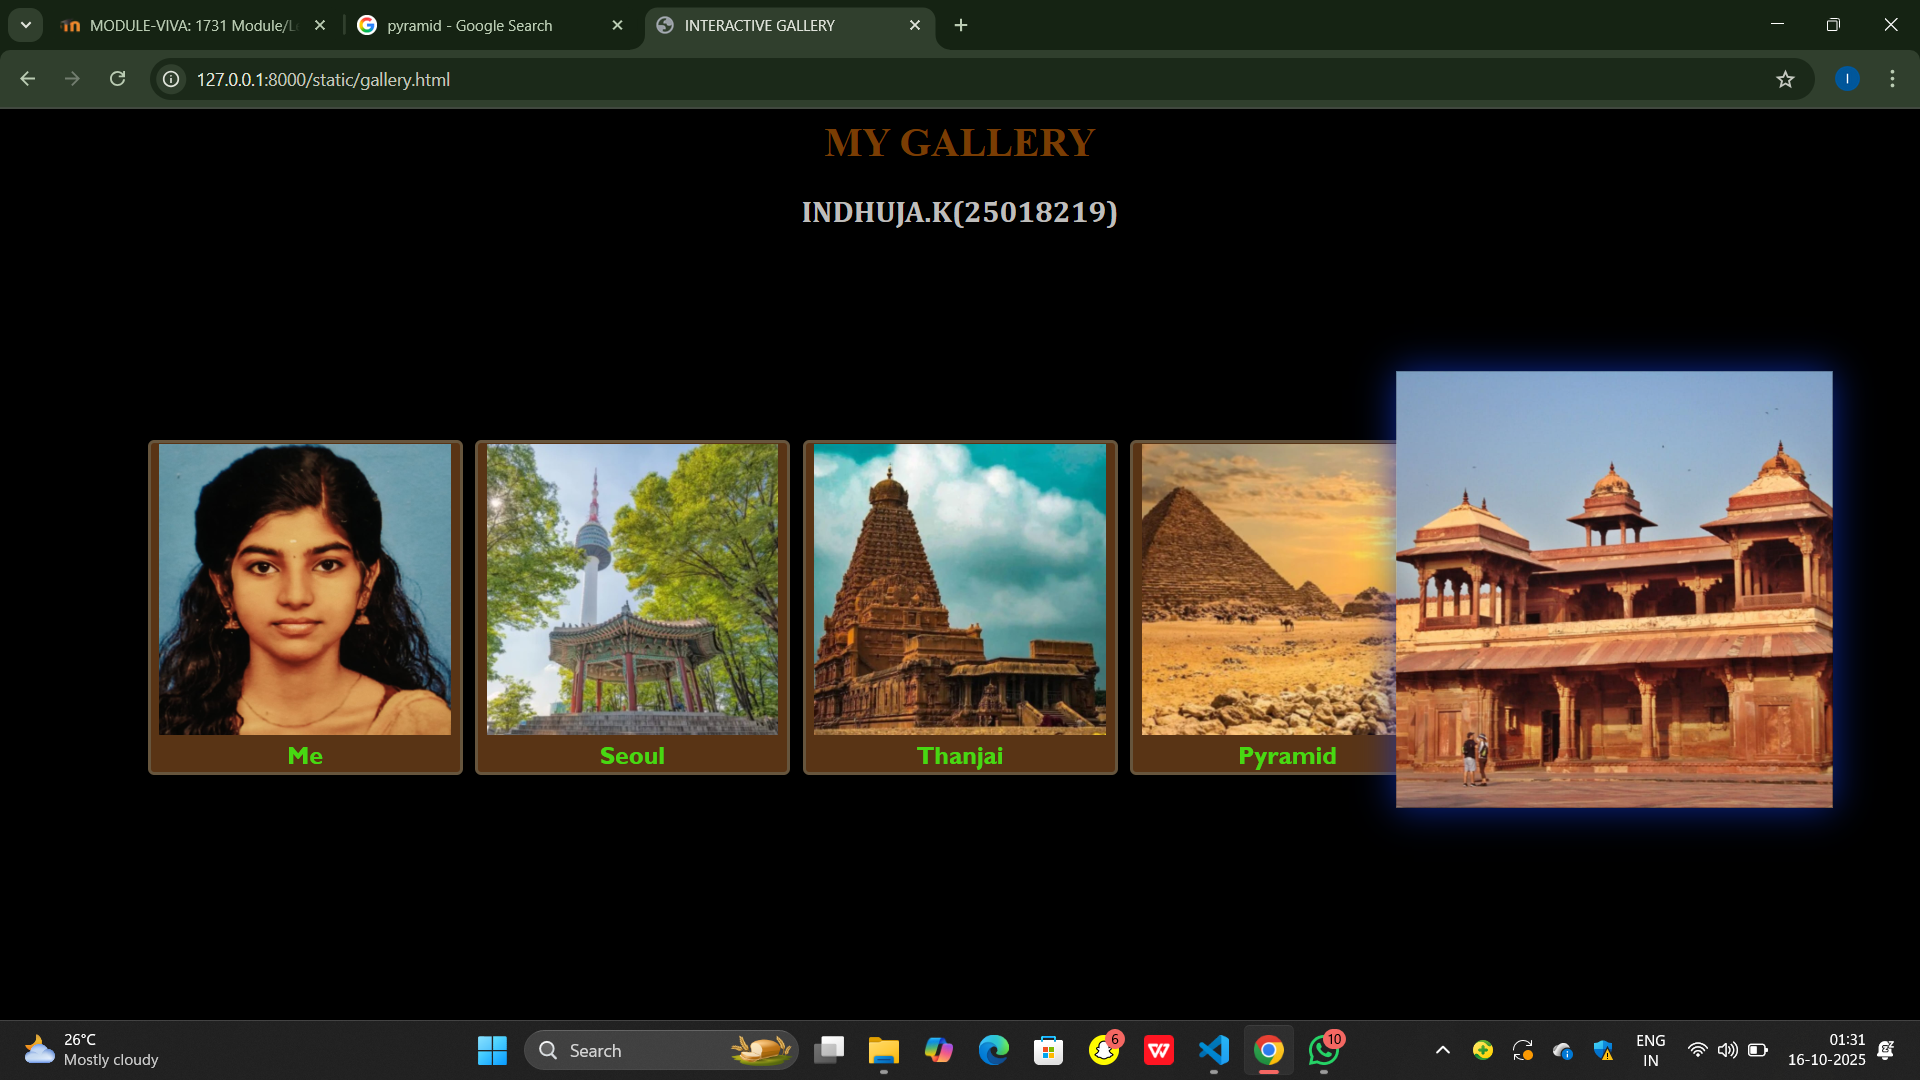 MODULE-VIVA: 1731 Module/L
pyramid - Google Search
INTERACTIVE GALLERY
127.0.0.1:8000/static/gallery.html
I
MY GALLERY
INDHUJA.K(25018219)
Me
Seoul
Thanjai
Pyramid
26°C
Mostly cloudy
Search
6
W
10
ENG
IN
01:31
16-10-2025